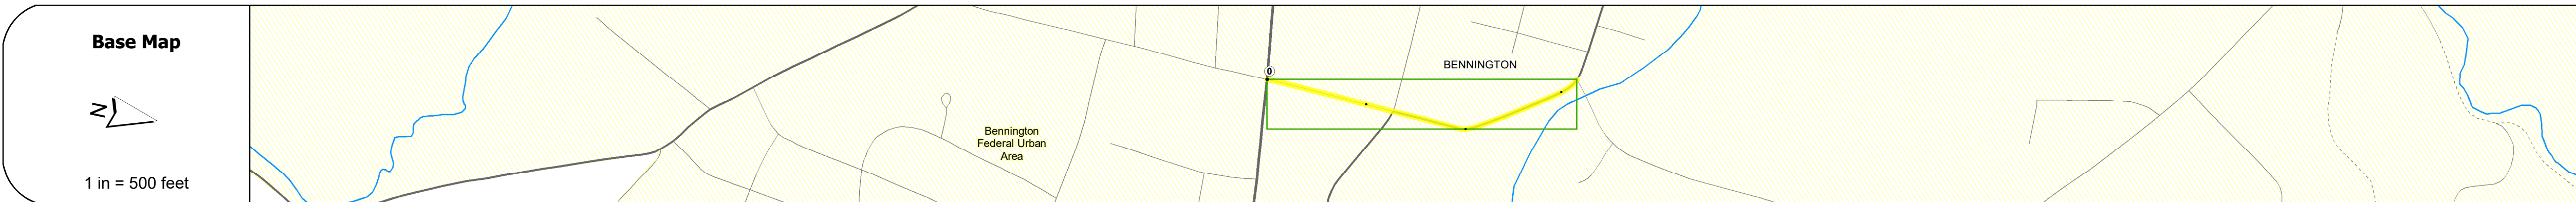 Base Map
N
1 in = 500 feet
Bennington
Federal Urban
Area
0
BENNINGTON